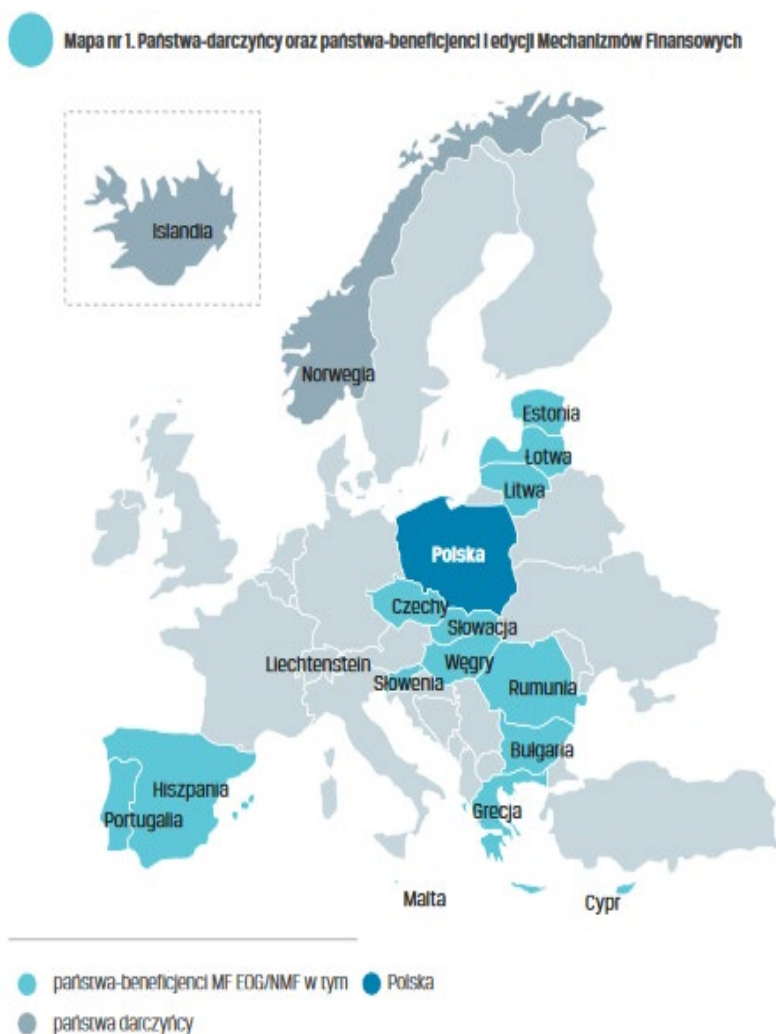 Mapa nr 1. Państwa-darczyńcy oraz państwa-beneficjenci I edycji Mechanizmów Finansowych
Islandia
Norwegia
Estonia
Łotwa
Litwa
Polska
Czechy
Słowacja
Liechtenstein
Węgry
Słowenia
Rumunia
Bułgaria
Hiszpania
Portugalia
Grecja
Malta
Cypr
państwa-beneficjenci MF EOG/NMF w tym Polska
państwa darczyńcy